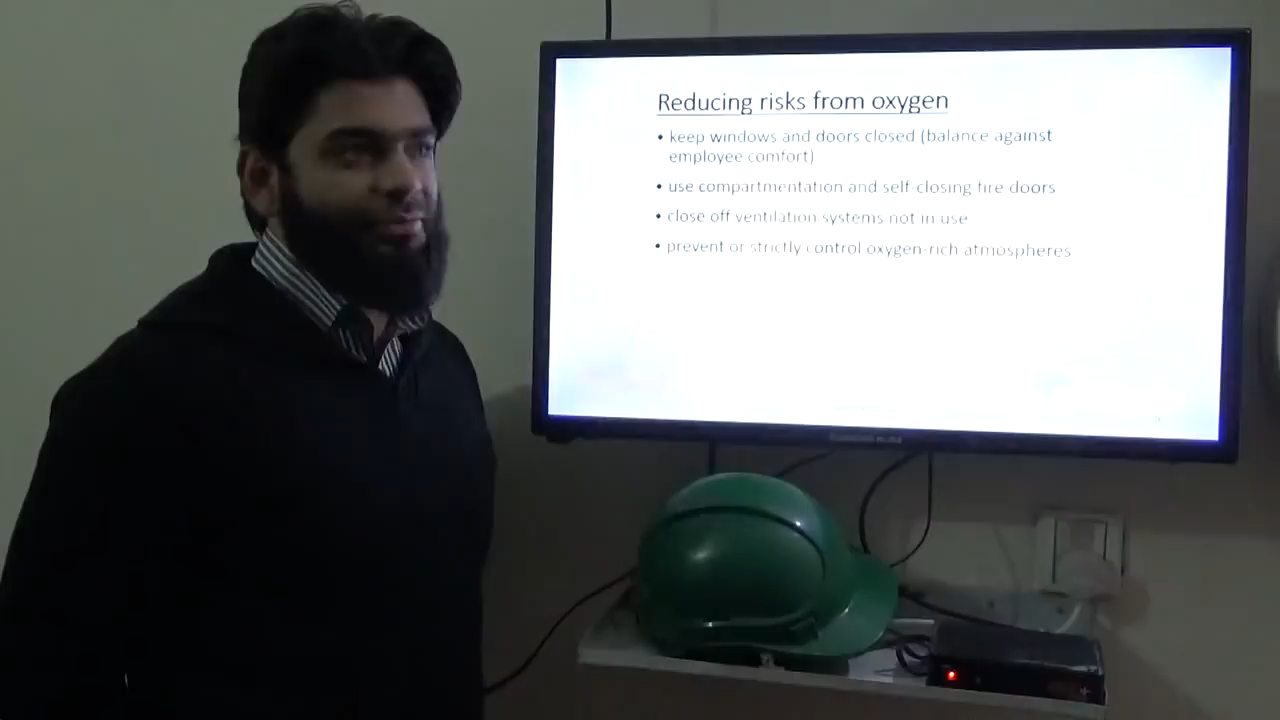 Reducing risks from oxygen
• keep windows and doors closed (balance against
employee comfort)
• use compartmentation and self-closing fire doors
• close off ventilation systems not in use
• prevent or strictly control oxygen-rich atmospheres